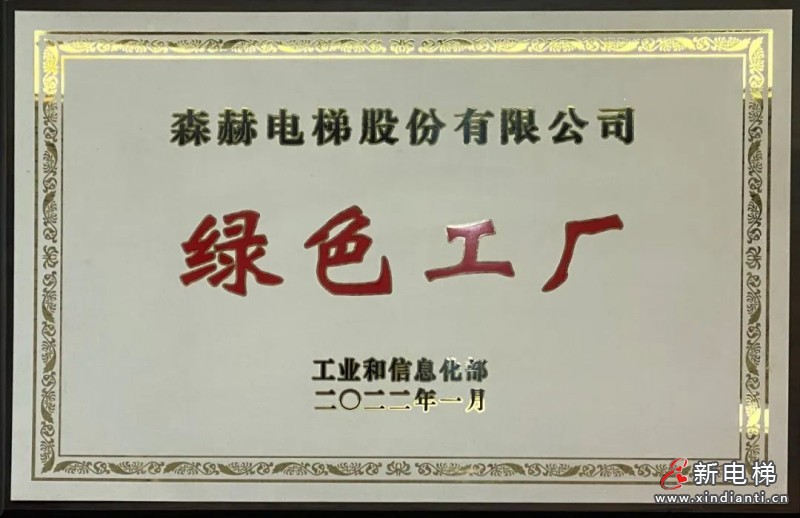 森赫电梯股份有限公司
绿色工厂
工业和信息化部
二〇二二年一月
新电梯
www.xindianti.cn